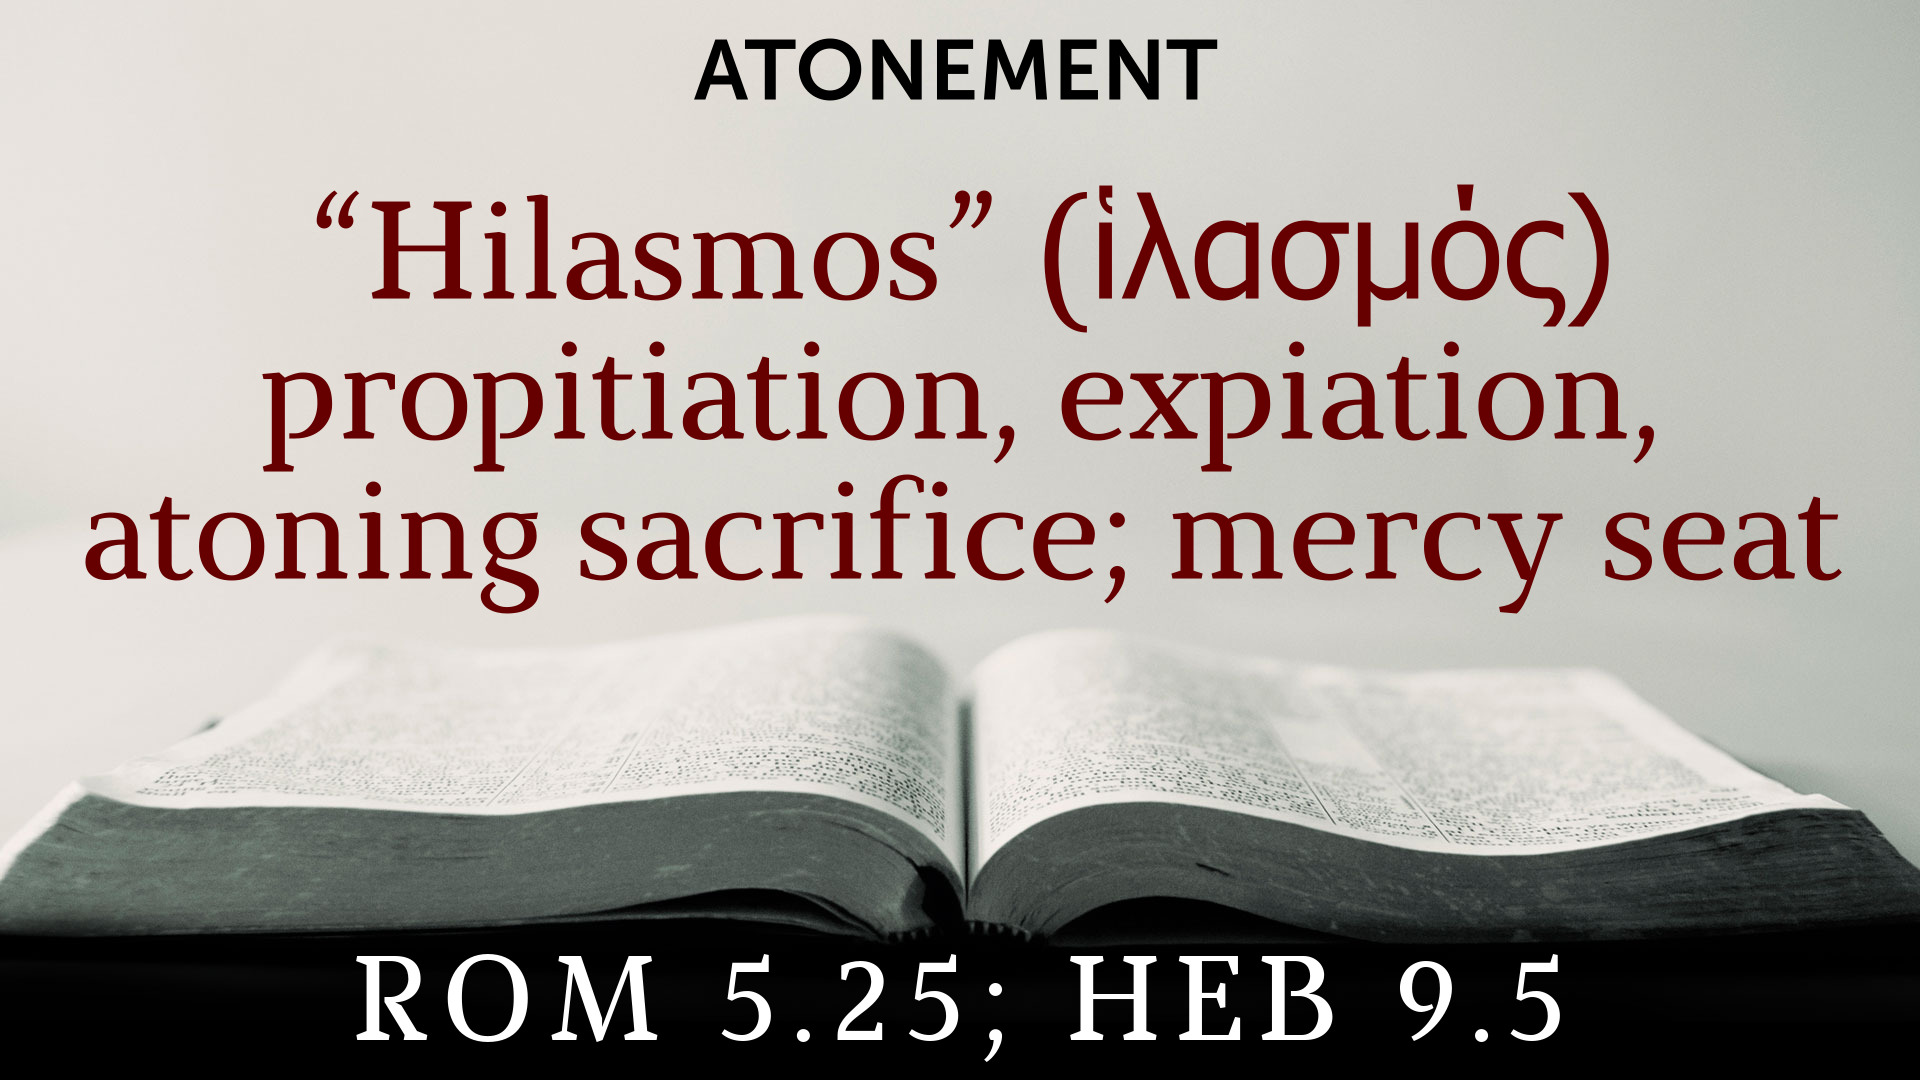 ATONEMENT
“Hilasmos” (ἱλασμός)
propitiation, expiation,
atoning sacrifice; mercy seat
ROM 5.25; HEB 9.5